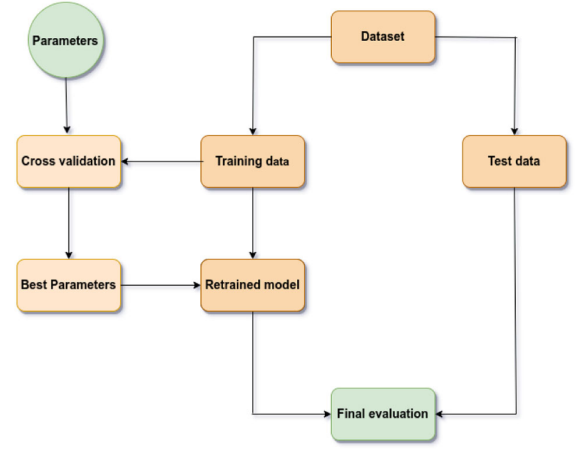 Parameters
Dataset
Cross validation
Training data
Test data
Best Parameters
Retrained model
Final evaluation